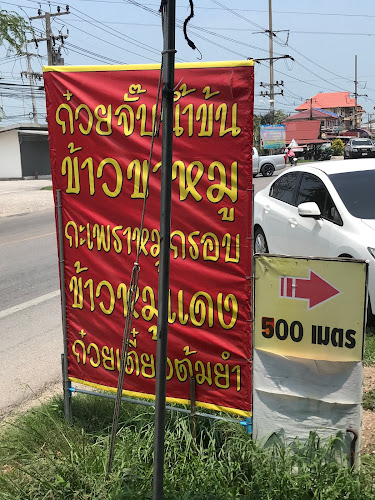 ก๋วยจั๊บน้ำข้น
ข้าวขาหมู
กะเพราหมูกรอบ
ข้าวหมูแดง
ก๋วยเตี๋ยวต้มยำ
500 เมตร